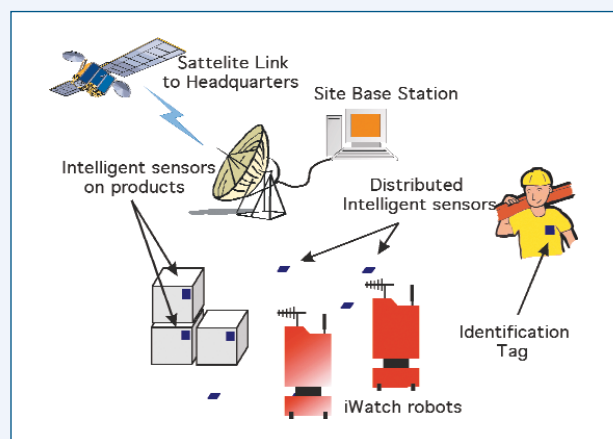 Sattelite Link
to Headquarters
Site Base Station
Intelligent sensors
on products
Distributed
Intelligent sensors
Identification
Tag
iWatch robots